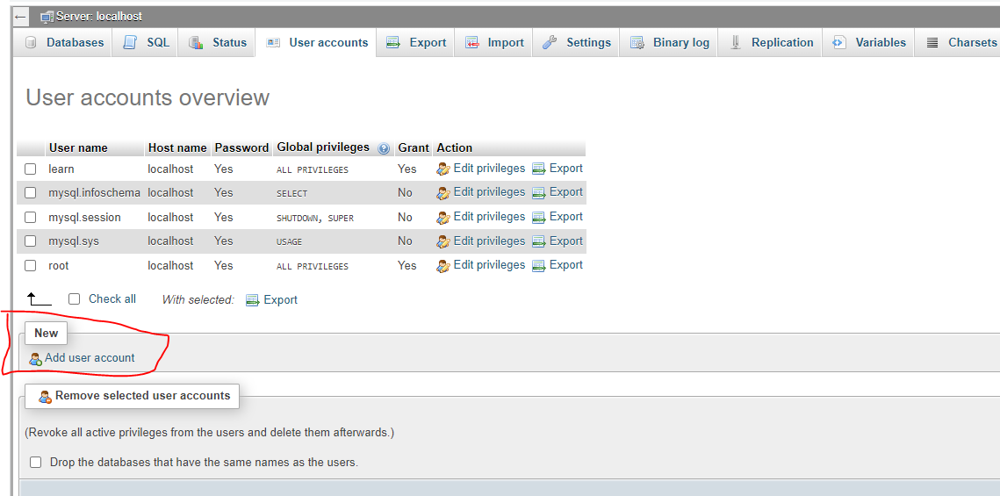 Server: localhost
Databases SQL Status User accounts Export Import Settings Binary log Replication Variables Charsets
User accounts overview
User name Host name Password Global privileges Grant Action
learn localhost Yes ALL PRIVILEGES Yes Edit privileges Export
mysql.infoschema localhost Yes SELECT No Edit privileges Export
mysql.session localhost Yes SHUTDOWN, SUPER No Edit privileges Export
mysql.sys localhost Yes USAGE No Edit privileges Export
root localhost Yes ALL PRIVILEGES Yes Edit privileges Export
Check all With selected: Export
New
Add user account
Remove selected user accounts
(Revoke all active privileges from the users and delete them afterwards.)
Drop the databases that have the same names as the users.